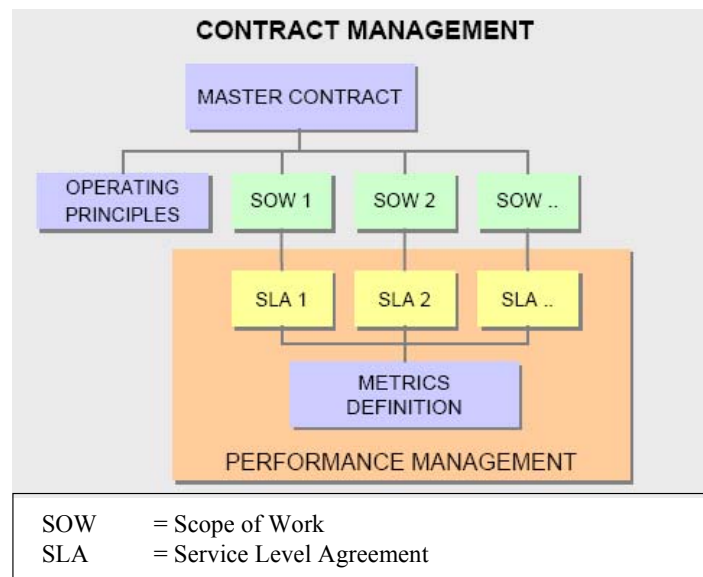 CONTRACT MANAGEMENT
MASTER CONTRACT
OPERATING
PRINCIPLES
SOW 1
SOW 2
SOW ..
SLA 1
SLA 2
SLA ..
METRICS
DEFINITION
PERFORMANCE MANAGEMENT
SOW = Scope of Work
SLA = Service Level Agreement